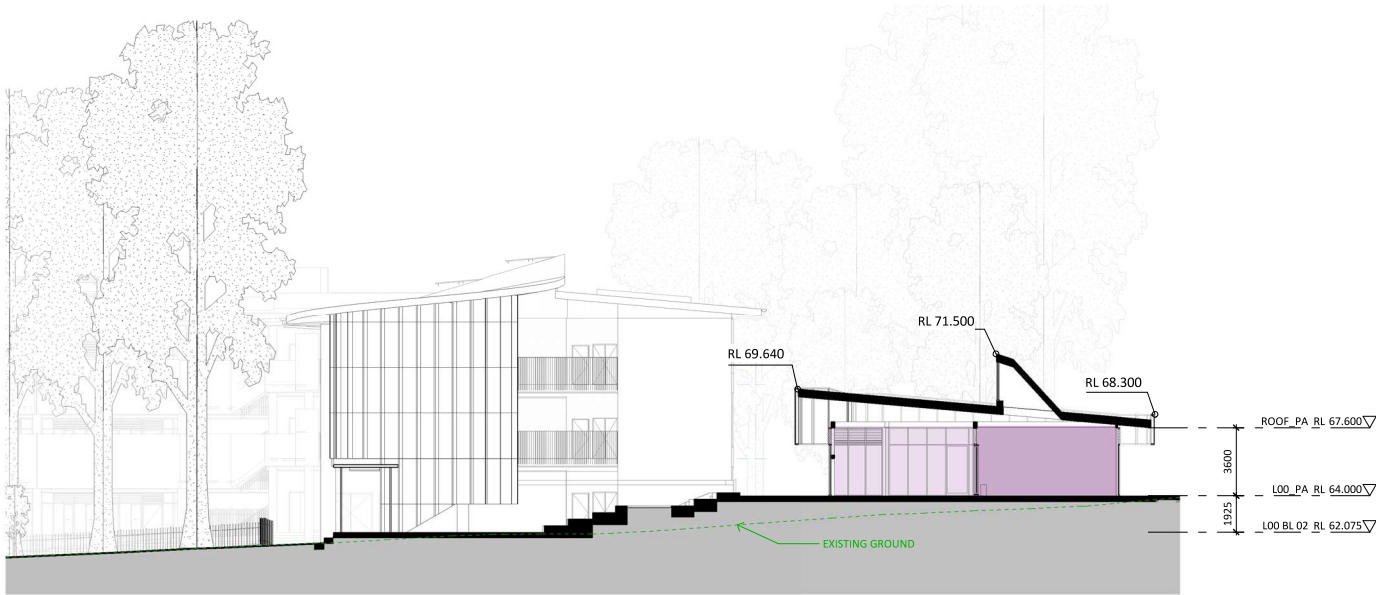 RL 71.500
RL 69.640
RL 68.300
ROOF_PA RL 67.600
3600
L00_PA RL 64.000
1925
L00 BL 02 RL 62.075
EXISTING GROUND